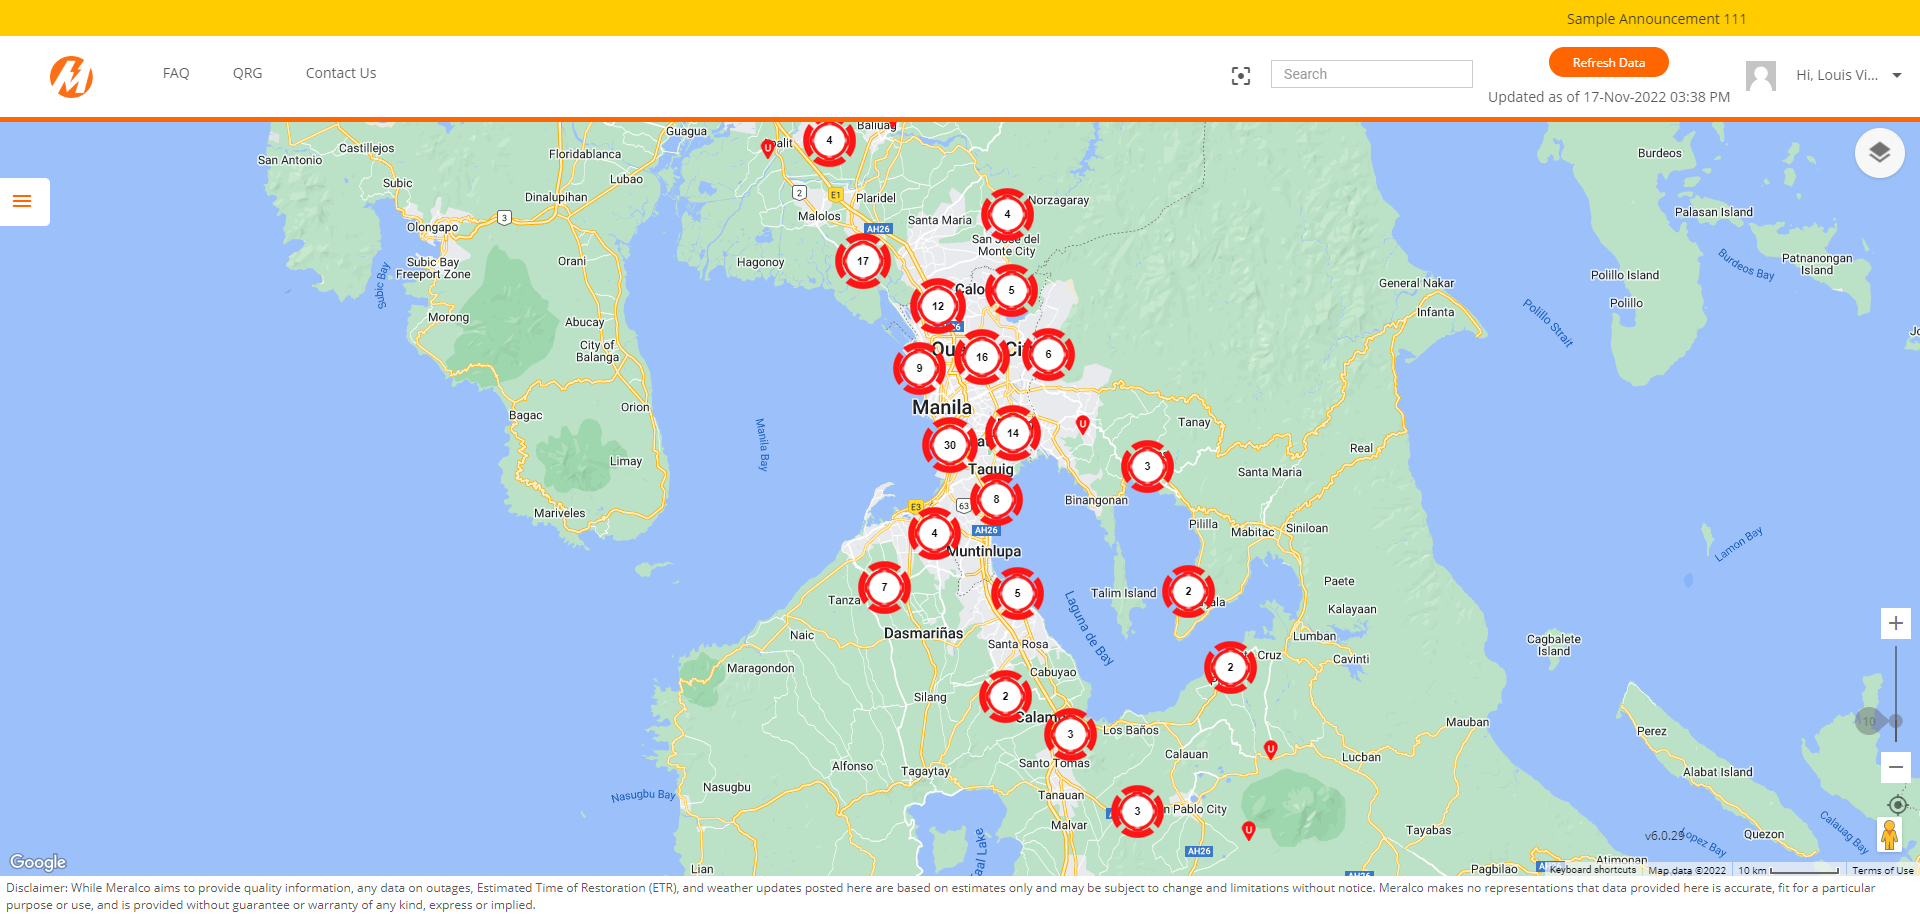 Sample Announcement 111
FAQ
QRG
Contact Us
Search
Refresh Data
Updated as of 17-Nov-2022 03:38 PM
Hi, Louis Vi...
Guagua
Baliuag
4
U
San Antonio
Castillejos
Floridablanca
Burdeos
Subic
Lubao
Dinalupihan
2
E1
Plaridel
Malolos
Santa Maria
4
Norzagaray
Palasan Island
3
Olongapo
AH26
San Jose del
Monte City
Subic Bay
Freeport Zone
Orani
Hagonoy
17
Burdeos Bay
Patnanongan
Island
Subic Bay
Polillo Island
General Nakar
5
12
Polillo
Morong
Abucay
Infanta
Polillo Strait
City of
Balanga
16
6
9
Bagac
Orion
Manila
Manila Bay
14
U
Tanay
30
Real
Limay
Taguig
3
Santa Maria
Mariveles
E3
63
8
Binangonan
AH26
4
Pililla
Mabitac
Siniloan
Muntinlupa
Lamon Bay
7
Tanza
5
Talim Island
2
Paete
Kalayaan
Laguna de Bay
Naic
Dasmariñas
Santa Rosa
Lumban
Cagbalete
Island
Maragondon
Cabuyao
2
Cruz
Cavinti
Silang
2
Mauban
10
3
Los Baños
Perez
Alfonso
Tagaytay
Santo Tomas
Calauan
U
Lucban
Alabat Island
Nasugbu Bay
Nasugbu
Tanauan
3
Pablo City
Malvar
U
Tayabas
v6.0.29
Lopez Bay
Quezon
Calauag Bay
AH26
Lian
Pagbilao
Atimonan
Google
Keyboard shortcuts
Map data ©2022
10 km
Terms of Use
Disclaimer: While Meralco aims to provide quality information, any data on outages, Estimated Time of Restoration (ETR), and weather updates posted here are based on estimates only and may be subject to change and limitations without notice. Meralco makes no representations that data provided here is accurate, fit for a particular
purpose or use, and is provided without guarantee or warranty of any kind, express or implied.